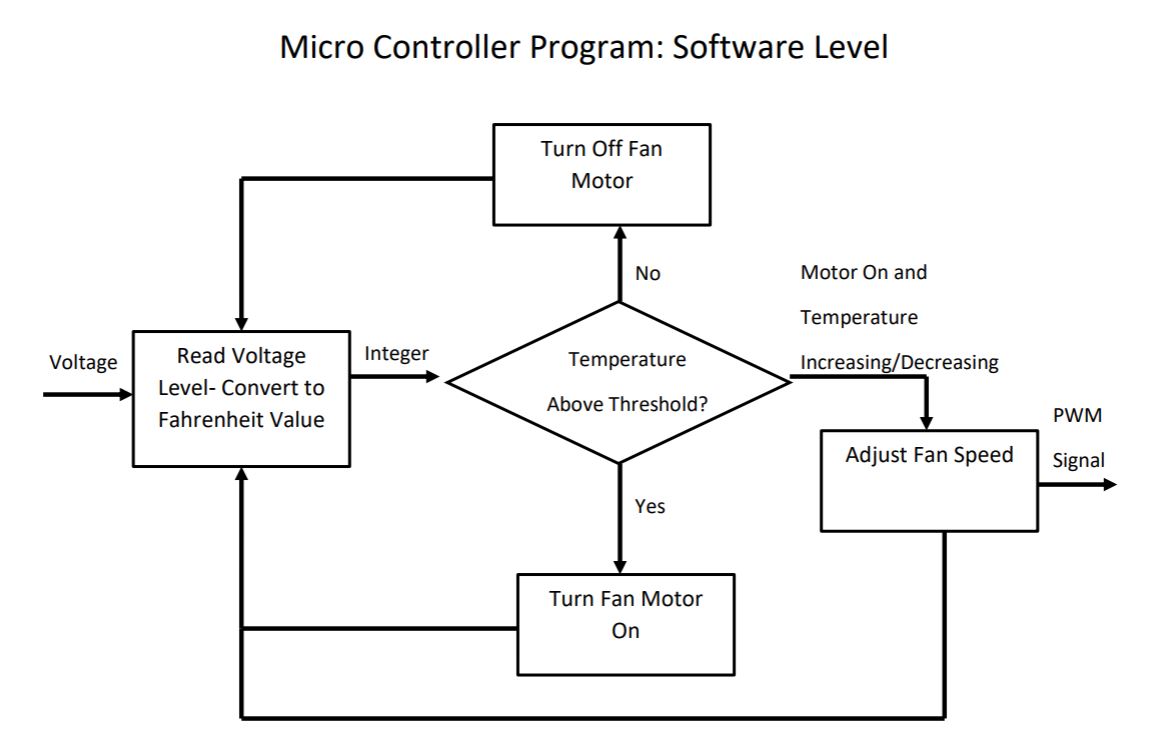 Micro Controller Program: Software Level
Turn Off Fan
Motor
No
Motor On and
Temperature
Increasing/Decreasing
Voltage
Read Voltage
Level- Convert to
Fahrenheit Value
Integer
Temperature
Above Threshold?
PWM
Signal
Adjust Fan Speed
Yes
Turn Fan Motor
On